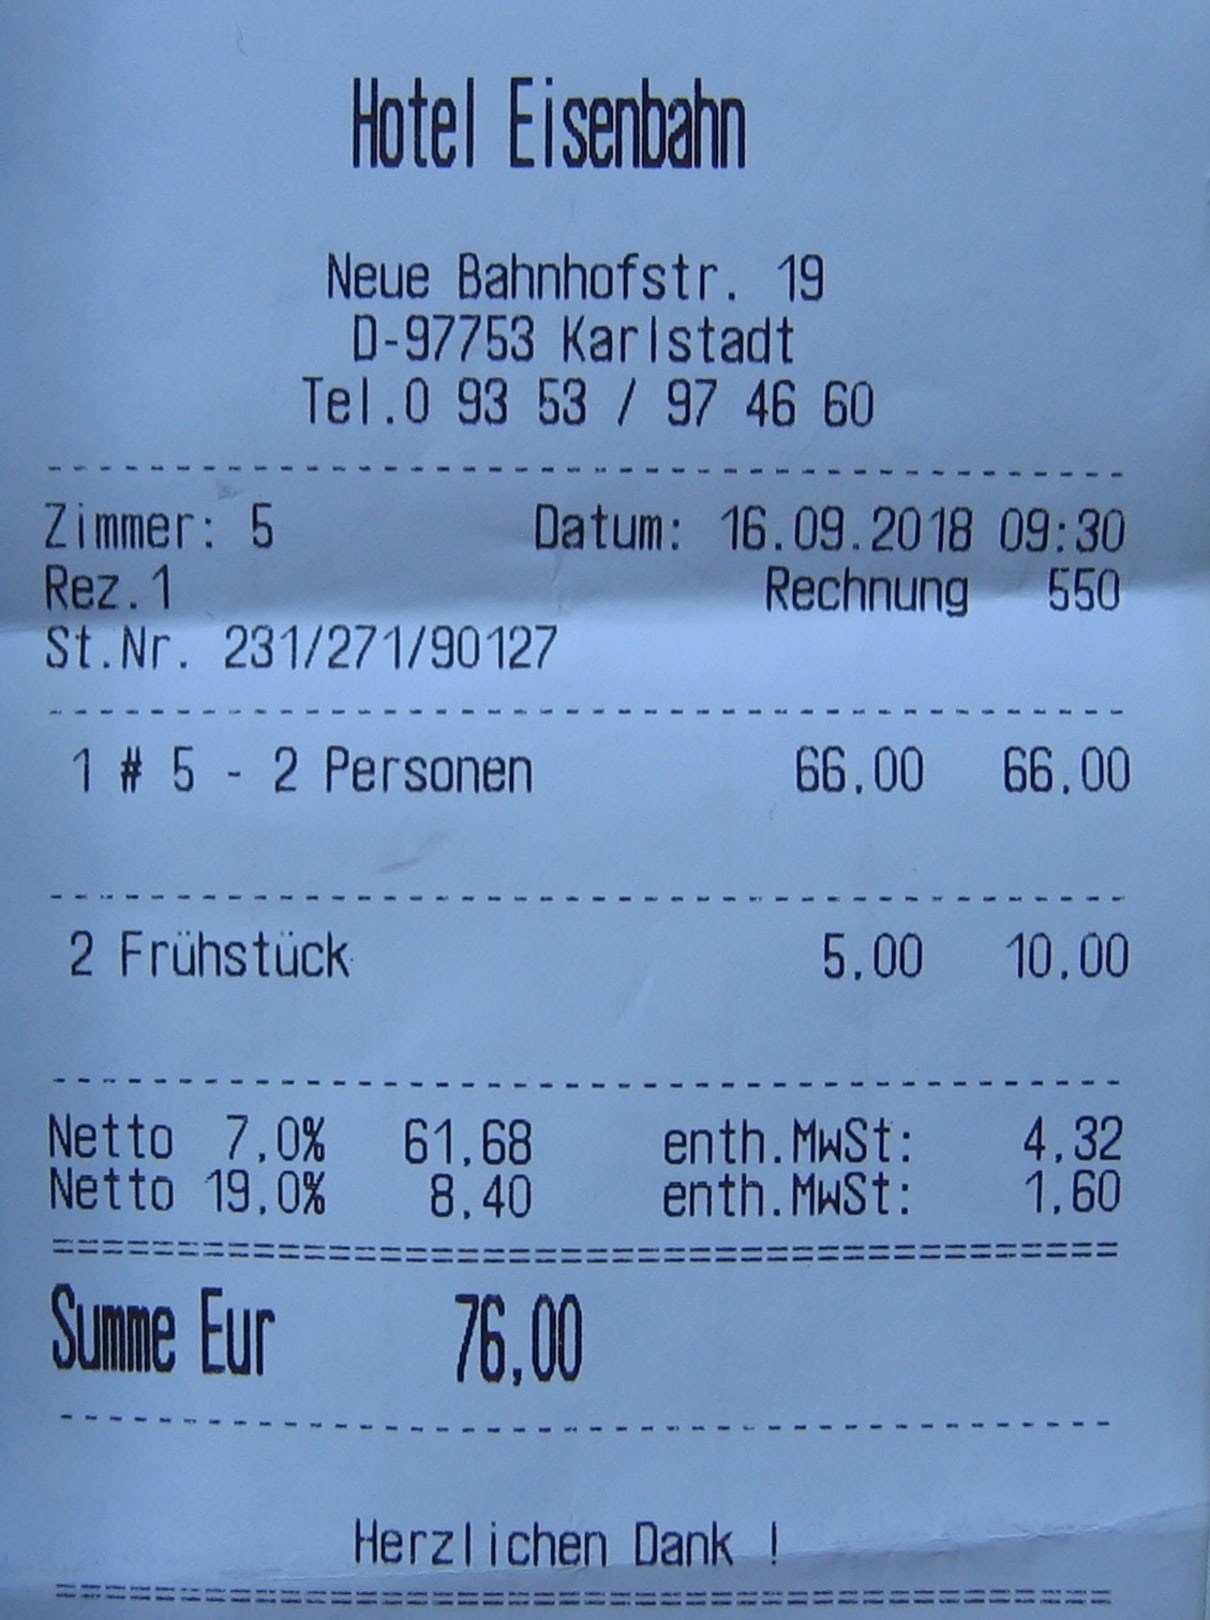 Hotel Eisenbahn
Neue Bahnhofstr. 19
D-97753 Karlstadt
Tel.0 93 53 / 97 46 60
Zimmer: 5 Datum: 16.09.2018 09:30
Rez.1 Rechnung 550
St.Nr. 231/271/90127
1 # 5 - 2 Personen 66,00 66,00
2 Frühstück 5,00 10,00
Netto 7,0% 61,68 enth.MwSt: 4,32
Netto 19,0% 8,40 enth.MwSt: 1,60
Summe Eur 76,00
Herzlichen Dank !